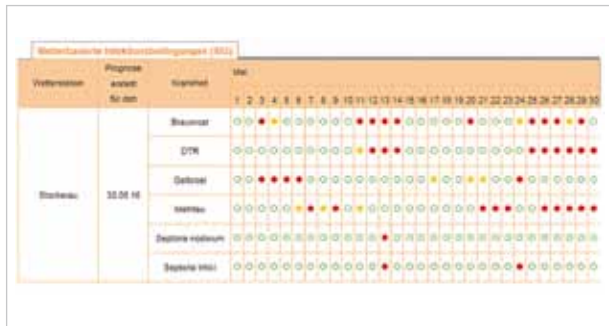 Wetterbasierte Infektionsbedingungen (WBI)
Wetterstation
Prognose
erstellt
für den
Krankheit
Mai
1 2 3 4 5 6 7 8 9 10 11 12 13 14 15 16 17 18 19 20 21 22 23 24 25 26 27 28 29 30
Braunrost
DTR
Gelbrost
Stockerau
30.05.16
Mehltau
Septoria nodorum
Septoria tritici